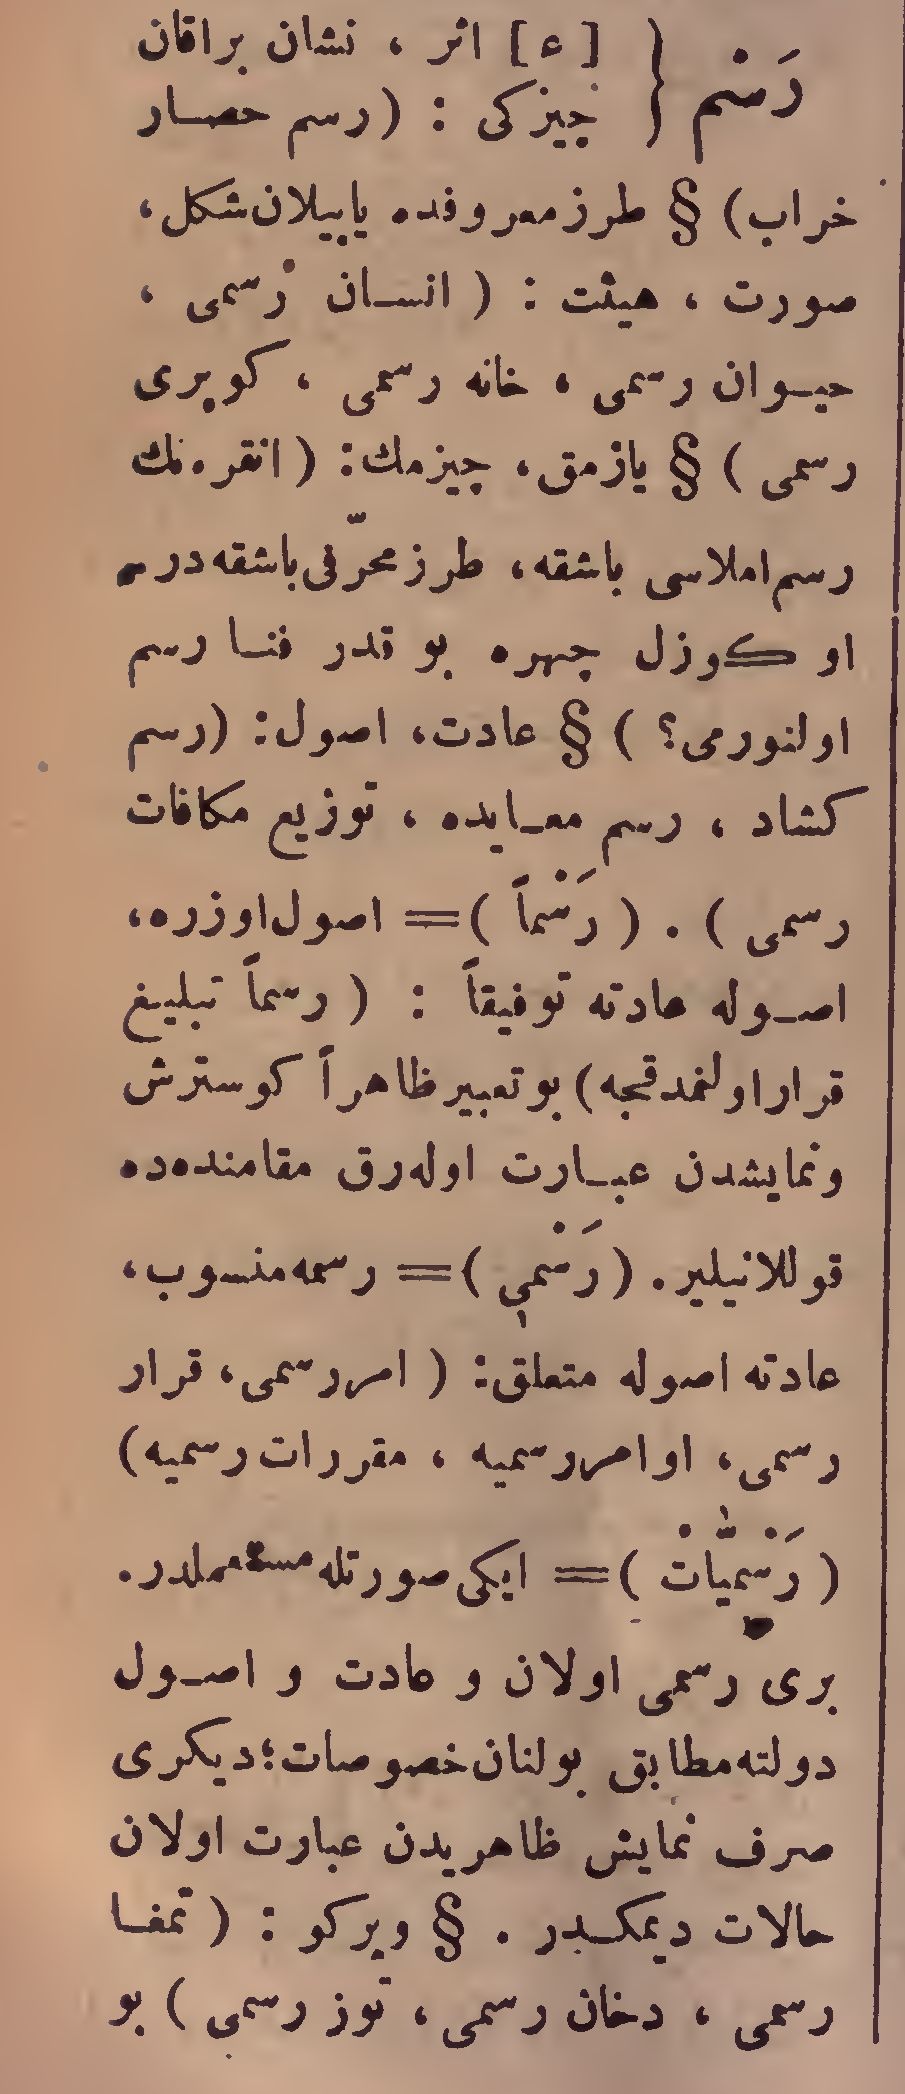 رَسْم { [ع] اثر ، نشان براقان
چیزکی : (رسم حصار
خراب) § طرز معروفده یاپیلان شکل،
صورت ، هیئت : ( انسان رسمی ،
حیوان رسمی ، خانه رسمی ، کوپری
رسمی ) § یازمق، چیزمك: ( انقره‌نك
رسم املاسی باشقه، طرز محرّفی باشقه‌در .
او کوزل چهره بو قدر فنا رسم
اولنورمی؟ ) § عادت، اصول: (رسم
کشاد ، رسم معایده ، توزیع مکافات
رسمی ) . ( رَسْماً )= اصول اوزره،
اصوله عادته توفیقاً : ( رسماً تبلیغ
قرار اولنمدقجه) بو تعبیر ظاهراً کوسترش
ونمایشدن عبارت اوله‌رق مقامنده‌ده
قوللانیلیر. ( رَسْمیِ )= رسمه منسوب،
عادته اصوله متعلق: ( امر رسمی، قرار
رسمی، اوامر رسمیه ، مقررات رسمیه)
( رَسْمِیَّاتْ )= ایکی صورتله مستعملدر.
بری رسمی اولان و عادت و اصول
دولته مطابق بولنان خصوصات؛ دیکری
صرف نمایش ظاهریدن عبارت اولان
حالات دیمکدر . § ویرکو : ( تمغا
رسمی ، دخان رسمی، توز رسمی ) بو